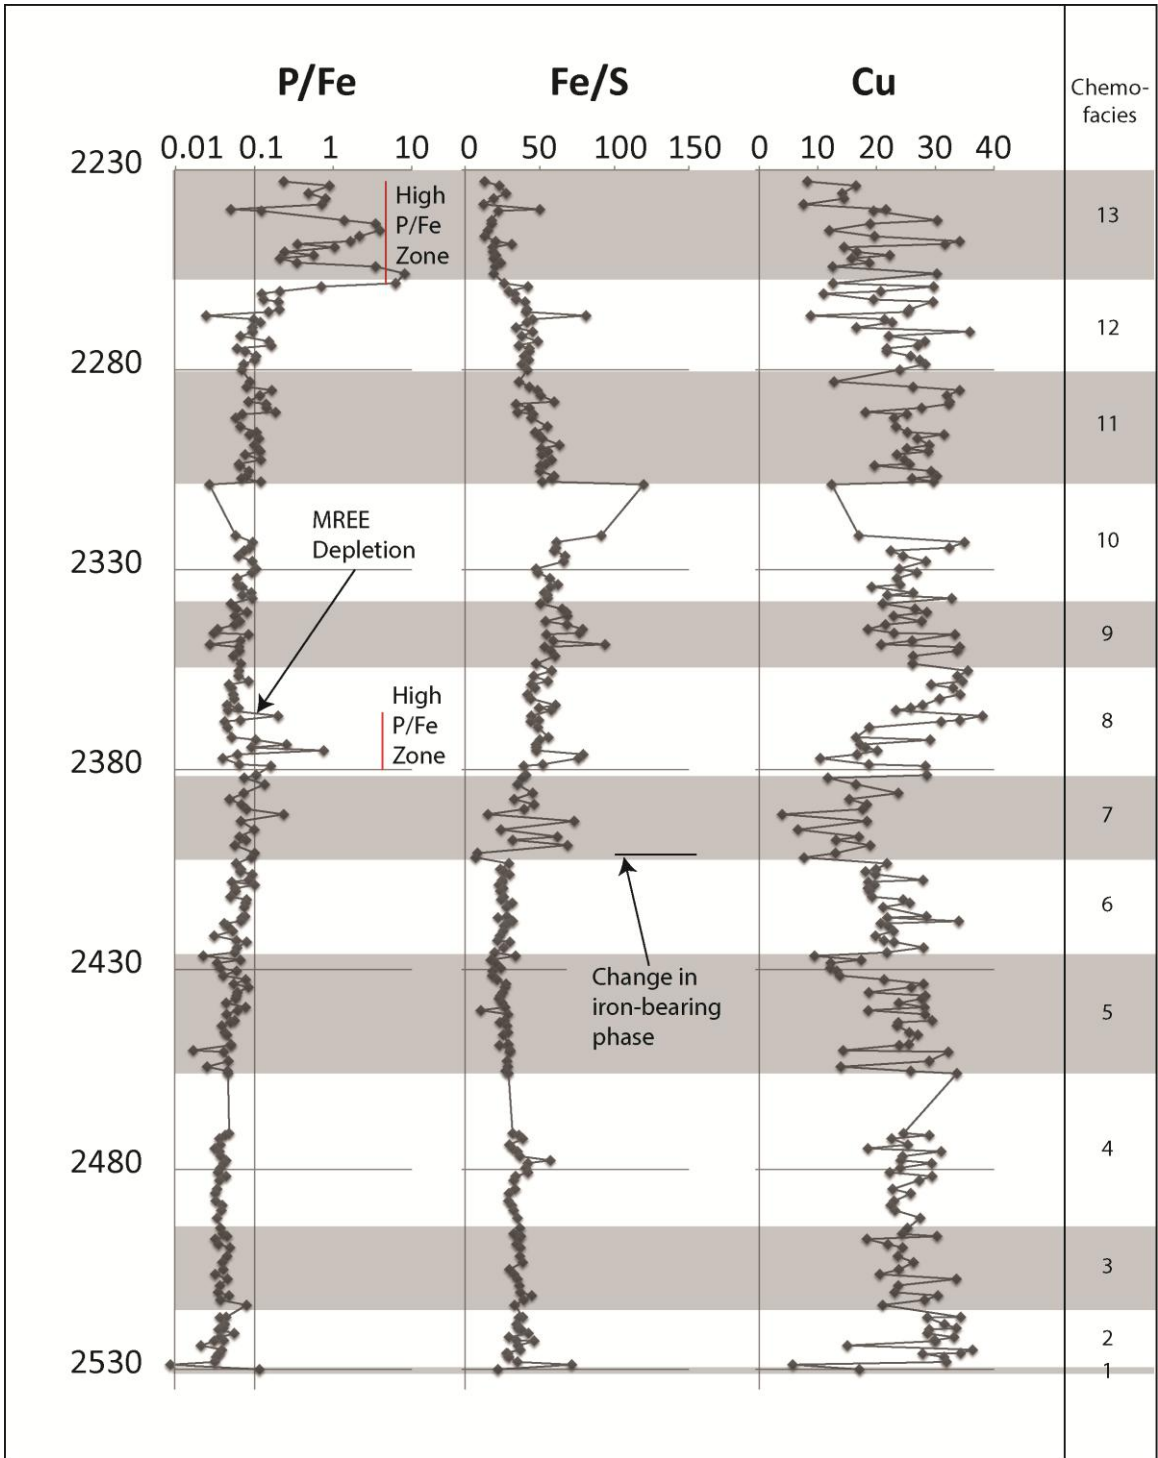 P/Fe Fe/S Cu
Chemo-
facies
0.01 0.1 1 10 0 50 100 150 0 10 20 30 40
2230
High
P/Fe
Zone
13
12
2280
11
MREE
Depletion
10
2330
9
High
P/Fe
Zone
8
2380
7
6
2430
Change in
iron-bearing
phase
5
4
2480
3
2
2530
1